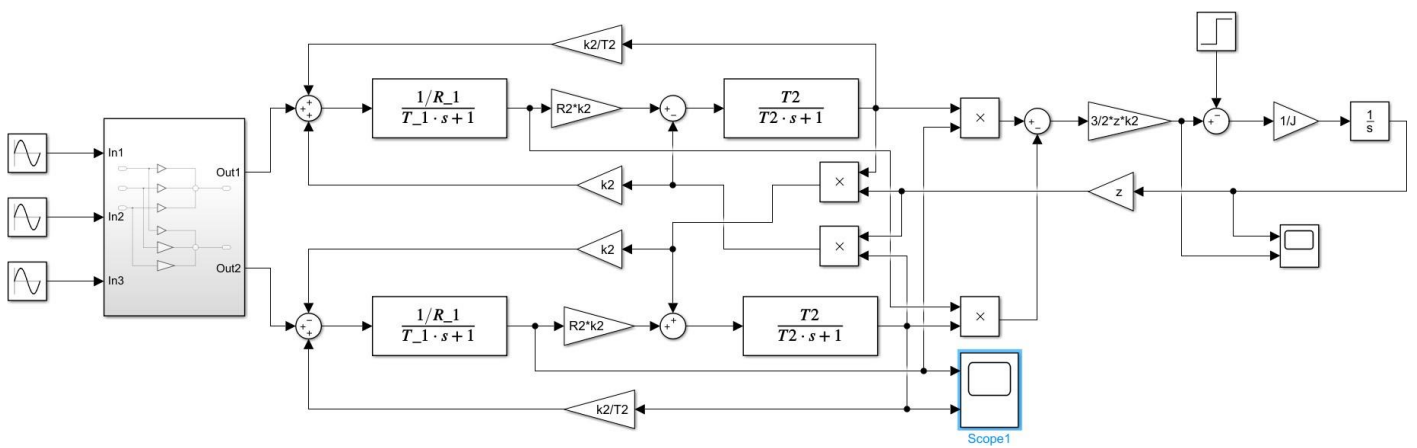 k2/T2
1/R_1
T_1 · s + 1
R2*k2
T2
T2 · s + 1
×
3/2*z*k2
1/J
1
s
In1
In2
In3
Out1
Out2
k2
×
z
×
k2
1/R_1
T_1 · s + 1
R2*k2
T2
T2 · s + 1
×
k2/T2
Scope1